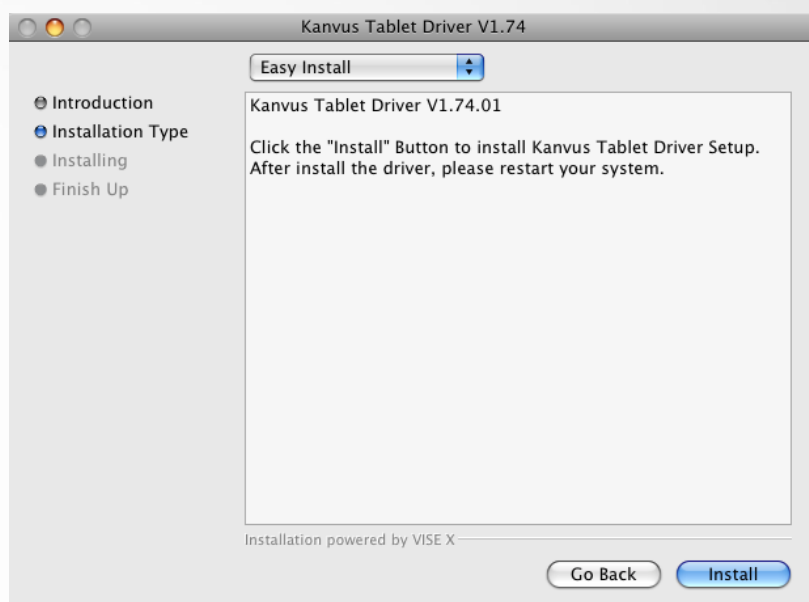 Kanvus Tablet Driver V1.74
Easy Install
Introduction
Installation Type
Installing
Finish Up
Kanvus Tablet Driver V1.74.01
Click the "Install" Button to install Kanvus Tablet Driver Setup.
After install the driver, please restart your system.
Installation powered by VISE X
Go Back
Install